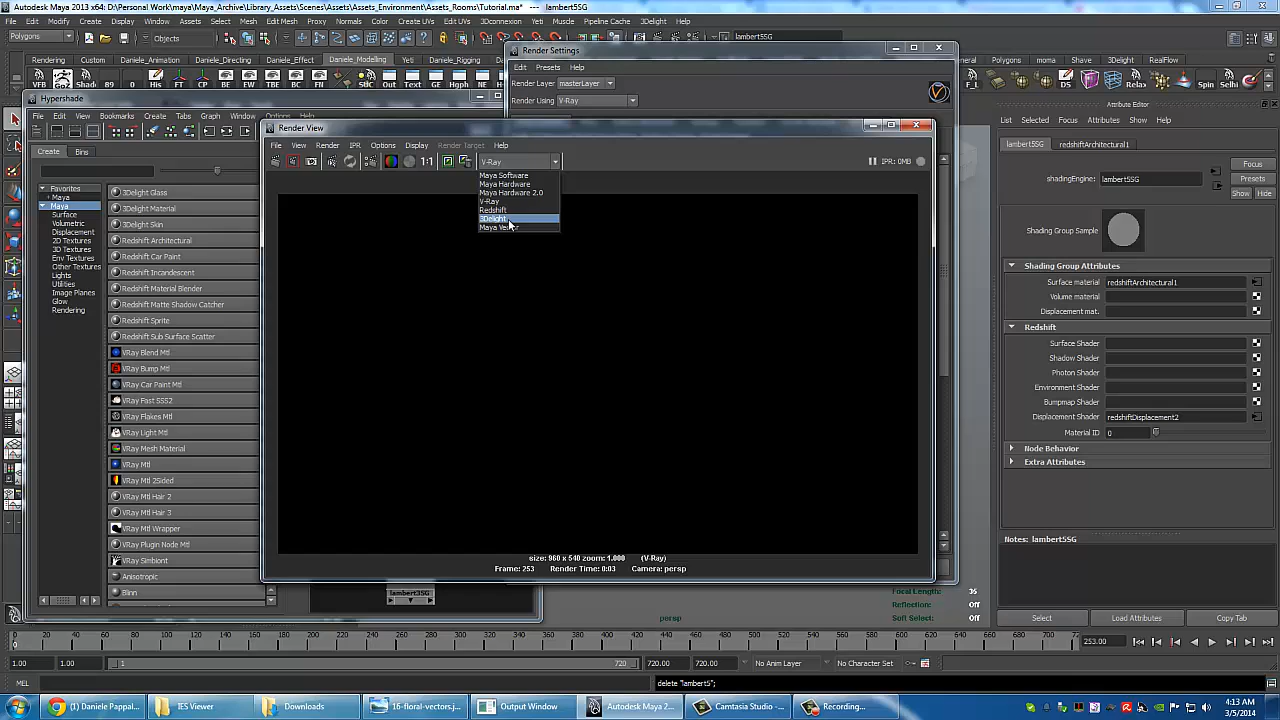 Autodesk Maya 2013 x64: D:\Personal Work\maya\Maya_Archive\Library_Assets\Scenes\Assets_Environment\Assets_Rooms\Tutorial.ma* --- lambert5SG
File Edit Modify Create Display Window Assets Select Mesh Edit Mesh Proxy Normals Color Create UVs Edit UVs 3DConnexion Yeti Muscle Pipeline Cache 3Delight Help
Polygons
Objects
lambert5SG
Rendering Custom Daniele_Animation Daniele_Directing Daniele_Effect Daniele_Modelling Yeti Daniele_Rigging
Polygons moma Shave 3Delight RealFlow
Render Settings
Edit Presets Help
Render Layer masterLayer
Render Using V-Ray
Hypershade
File Edit View Bookmarks Create Tabs Graph Window
Create Bins
Favorites
+ Maya
Maya
Surface
Volumetric
Displacement
2D Textures
3D Textures
Env Textures
Other Textures
Lights
Utilities
Image Planes
Glow
Rendering
3Delight Glass
3Delight Material
3Delight Skin
Redshift Architectural
Redshift Car Paint
Redshift Incandescent
Redshift Material Blender
Redshift Matte Shadow Catcher
Redshift Sprite
Redshift Sub Surface Scatter
VRay Blend Mtl
VRay Bump Mtl
VRay Car Paint Mtl
VRay Fast SSS2
VRay Flakes Mtl
VRay Light Mtl
VRay Mesh Material
VRay Mtl
VRay Mtl 2Sided
VRay Mtl Hair 2
VRay Mtl Hair 3
VRay Mtl Wrapper
VRay Plugin Node Mtl
VRay Simbiont
Anisotropic
Blinn
lambert3SG
Render View
File View Render IPR Options Display Render Target Help
1:1
V-Ray
IPR: 0MB
Maya Software
Maya Hardware
Maya Hardware 2.0
V-Ray
Redshift
3Delight
size: 960 x 540 zoom: 1.000 (V-Ray)
Frame: 253 Render Time: 0:03 Camera: persp
Attribute Editor
List Selected Focus Attributes Show Help
lambert5SG redshiftArchitectural1
shadingEngine: lambert5SG
Focus
Presets
Show Hide
Shading Group Sample
Shading Group Attributes
Surface material redshiftArchitectural1
Volume material
Displacement mat.
Redshift
Surface Shader
Shadow Shader
Photon Shader
Environment Shader
Bumpmap Shader
Displacement Shader redshiftDisplacement2
Material ID 0
Node Behavior
Extra Attributes
Notes: lambert5SG
Select Load Attributes Copy Tab
Reflection: Off
Soft Select: Off
persp
253.00
1.00 1.00 1 720 720.00 720.00 No Anim Layer No Character Set
MEL
delete "lambert5";
(1) Daniele Pappal... IES Viewer Downloads 16-floral-vectors.j... Output Window Autodesk Maya 2... Camtasia Studio -... Recording...
4:13 AM
3/5/2014